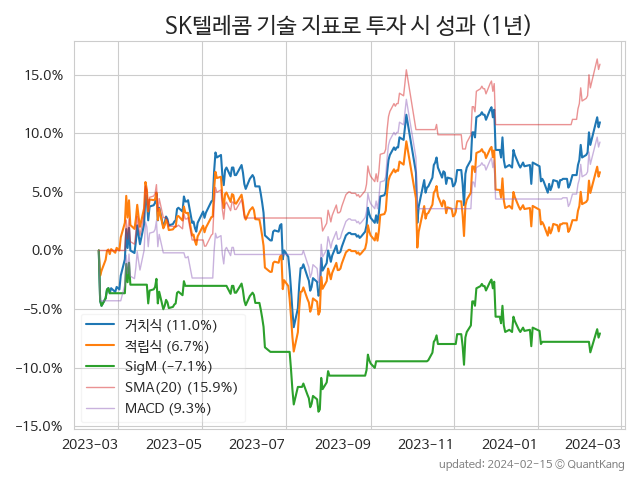 SK텔레콤 기술 지표로 투자 시 성과 (1년)
15.0%
10.0%
5.0%
0.0%
−5.0%
−10.0%
−15.0%
거치식 (11.0%)
적립식 (6.7%)
SigM (−7.1%)
SMA(20) (15.9%)
MACD (9.3%)
2023-03 2023-05 2023-07 2023-09 2023-11 2024-01 2024-03
updated: 2024-02-15 ⓒ QuantKang